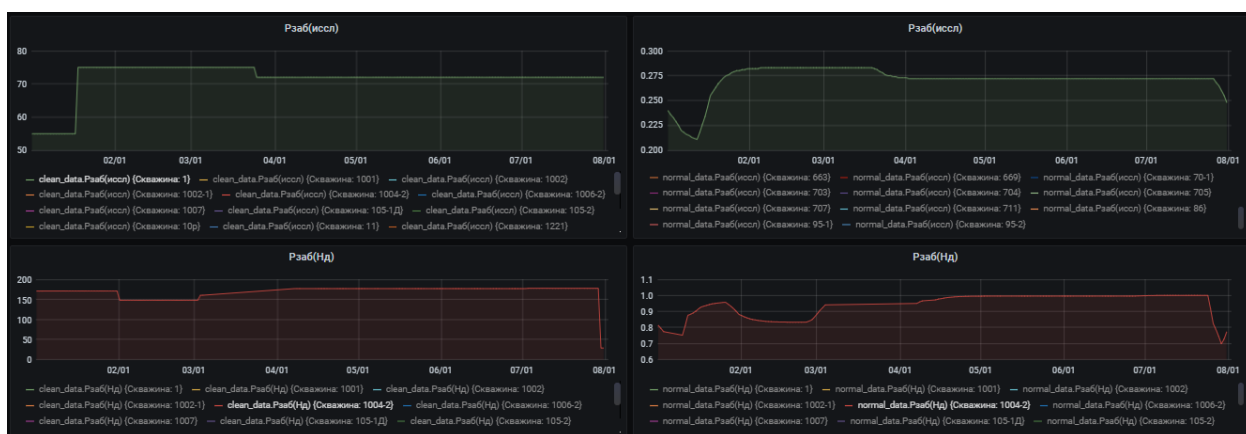 Рзаб(иссл)
80
70
60
50
02/01 03/01 04/01 05/01 06/01 07/01 08/01
clean_data.Рзаб(иссл) {Скважина: 1} clean_data.Рзаб(иссл) {Скважина: 1001} clean_data.Рзаб(иссл) {Скважина: 1002}
clean_data.Рзаб(иссл) {Скважина: 1002-1} clean_data.Рзаб(иссл) {Скважина: 1004-2} clean_data.Рзаб(иссл) {Скважина: 1006-2}
clean_data.Рзаб(иссл) {Скважина: 1007} clean_data.Рзаб(иссл) {Скважина: 105-1Д} clean_data.Рзаб(иссл) {Скважина: 105-2}
clean_data.Рзаб(иссл) {Скважина: 10р} clean_data.Рзаб(иссл) {Скважина: 11} clean_data.Рзаб(иссл) {Скважина: 1221}
Рзаб(иссл)
0.300
0.275
0.250
0.225
0.200
02/01 03/01 04/01 05/01 06/01 07/01 08/01
normal_data.Рзаб(иссл) {Скважина: 663} normal_data.Рзаб(иссл) {Скважина: 669} normal_data.Рзаб(иссл) {Скважина: 70-1}
normal_data.Рзаб(иссл) {Скважина: 703} normal_data.Рзаб(иссл) {Скважина: 704} normal_data.Рзаб(иссл) {Скважина: 705}
normal_data.Рзаб(иссл) {Скважина: 707} normal_data.Рзаб(иссл) {Скважина: 711} normal_data.Рзаб(иссл) {Скважина: 86}
normal_data.Рзаб(иссл) {Скважина: 95-1} normal_data.Рзаб(иссл) {Скважина: 95-2}
Рзаб(Нд)
200
150
100
50
0
02/01 03/01 04/01 05/01 06/01 07/01 08/01
clean_data.Рзаб(Нд) {Скважина: 1} clean_data.Рзаб(Нд) {Скважина: 1001} clean_data.Рзаб(Нд) {Скважина: 1002}
clean_data.Рзаб(Нд) {Скважина: 1002-1} clean_data.Рзаб(Нд) {Скважина: 1004-2} clean_data.Рзаб(Нд) {Скважина: 1006-2}
clean_data.Рзаб(Нд) {Скважина: 1007} clean_data.Рзаб(Нд) {Скважина: 105-1Д} clean_data.Рзаб(Нд) {Скважина: 105-2}
Рзаб(Нд)
1.1
1.0
0.9
0.8
0.7
0.6
02/01 03/01 04/01 05/01 06/01 07/01 08/01
normal_data.Рзаб(Нд) {Скважина: 1} normal_data.Рзаб(Нд) {Скважина: 1001} normal_data.Рзаб(Нд) {Скважина: 1002}
normal_data.Рзаб(Нд) {Скважина: 1002-1} normal_data.Рзаб(Нд) {Скважина: 1004-2} normal_data.Рзаб(Нд) {Скважина: 1006-2}
normal_data.Рзаб(Нд) {Скважина: 1007} normal_data.Рзаб(Нд) {Скважина: 105-1Д} normal_data.Рзаб(Нд) {Скважина: 105-2}